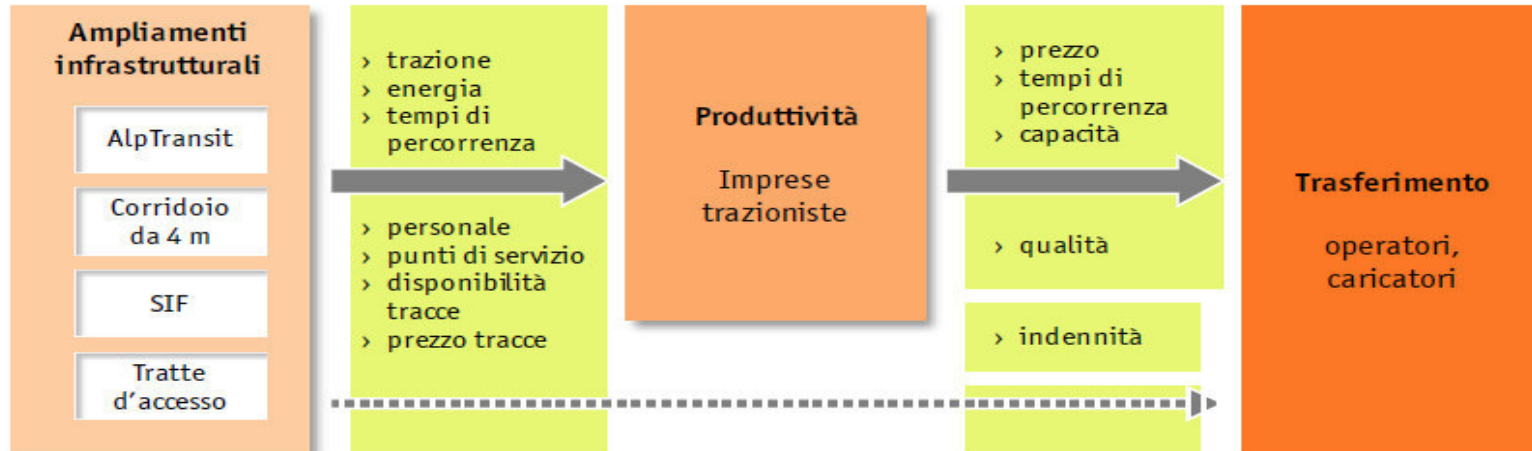 Ampliamenti
infrastrutturali
AlpTransit
Corridoio
da 4 m
SIF
Tratte
d'accesso
› trazione
› energia
› tempi di
percorrenza
› personale
› punti di servizio
› disponibilità
tracce
› prezzo tracce
Produttività
Imprese
trazioniste
› prezzo
› tempi di
percorrenza
› capacità
› qualità
› indennità
Trasferimento
operatori,
caricatori